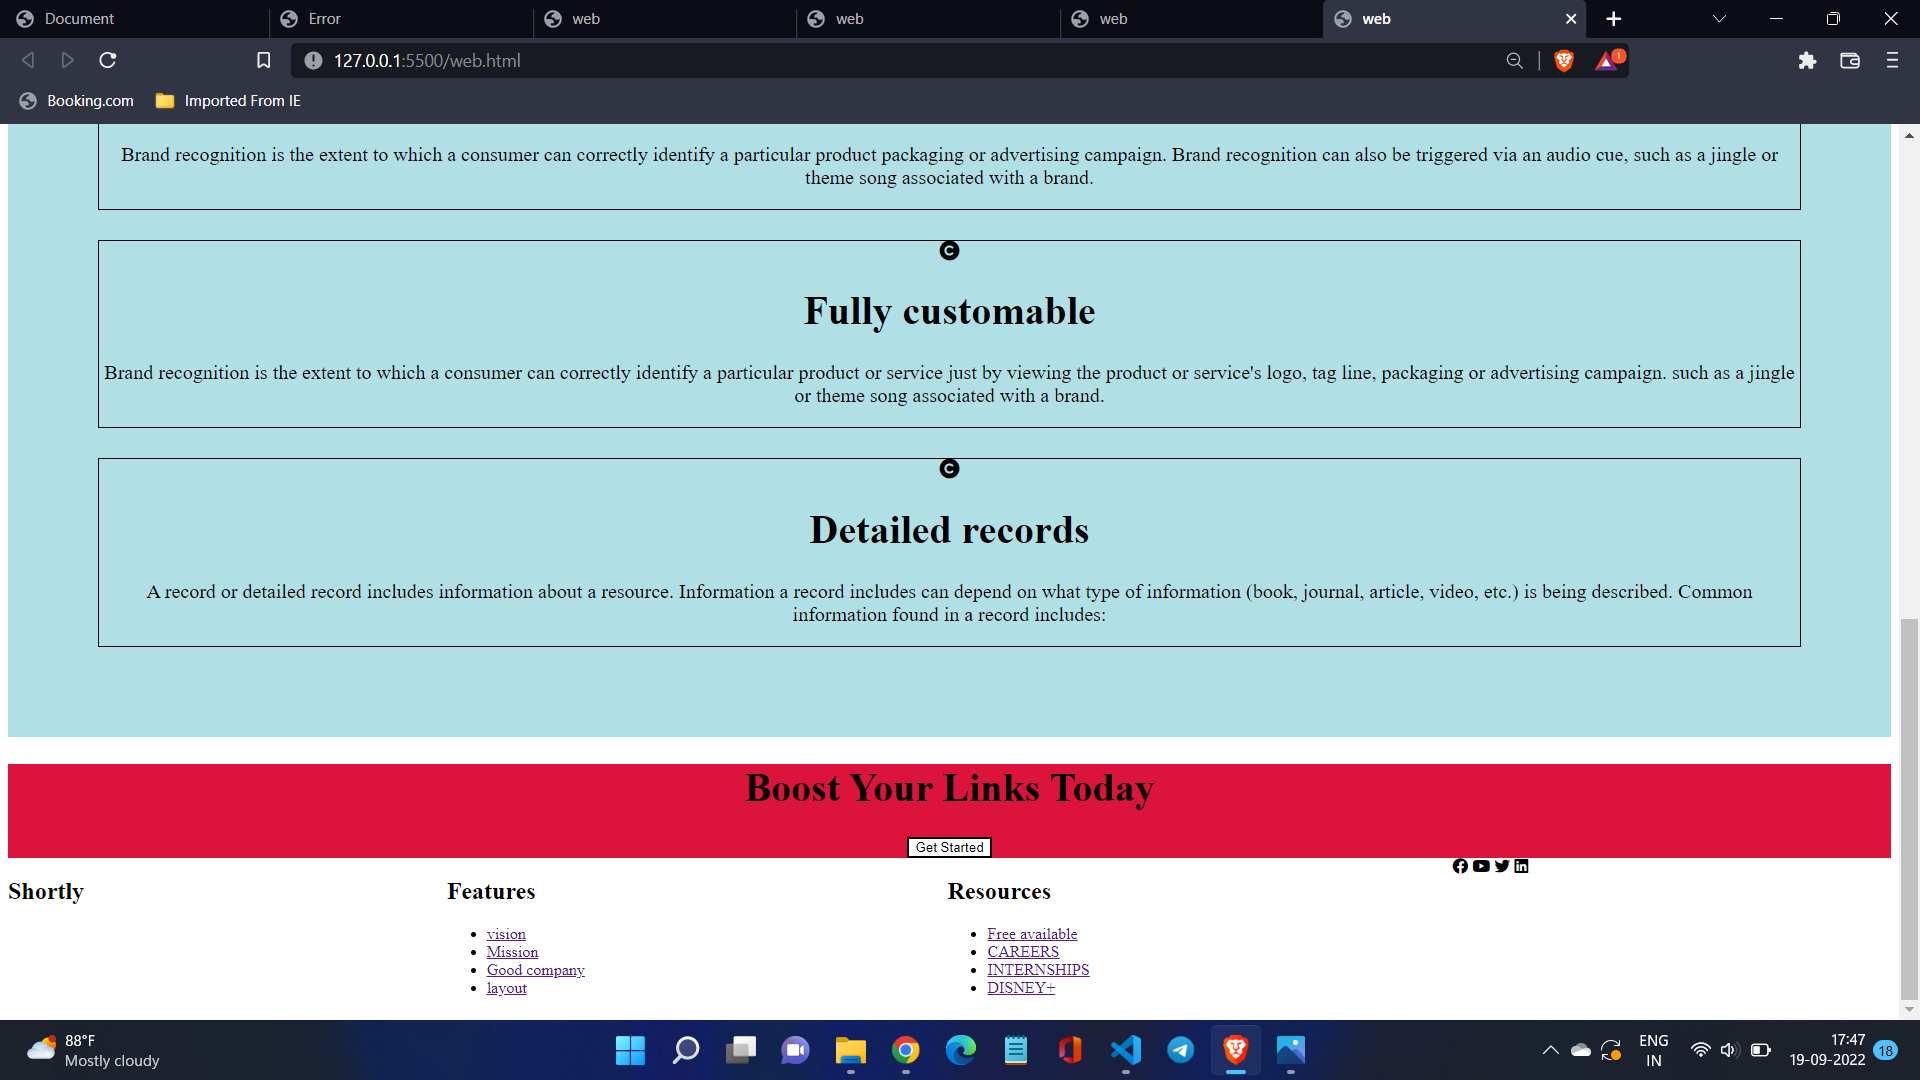 Document
Error
web
web
web
web
127.0.0.1:5500/web.html
1
Booking.com
Imported From IE
Brand recognition is the extent to which a consumer can correctly identify a particular product packaging or advertising campaign. Brand recognition can also be triggered via an audio cue, such as a jingle or
theme song associated with a brand.
C
Fully customable
Brand recognition is the extent to which a consumer can correctly identify a particular product or service just by viewing the product or service's logo, tag line, packaging or advertising campaign. such as a jingle
or theme song associated with a brand.
C
Detailed records
A record or detailed record includes information about a resource. Information a record includes can depend on what type of information (book, journal, article, video, etc.) is being described. Common
information found in a record includes:
Boost Your Links Today
Get Started
Shortly
Features
vision
Mission
Good company
layout
Resources
Free available
CAREERS
INTERNSHIPS
DISNEY+
88°F
Mostly cloudy
ENG
IN
17:47
19-09-2022
18